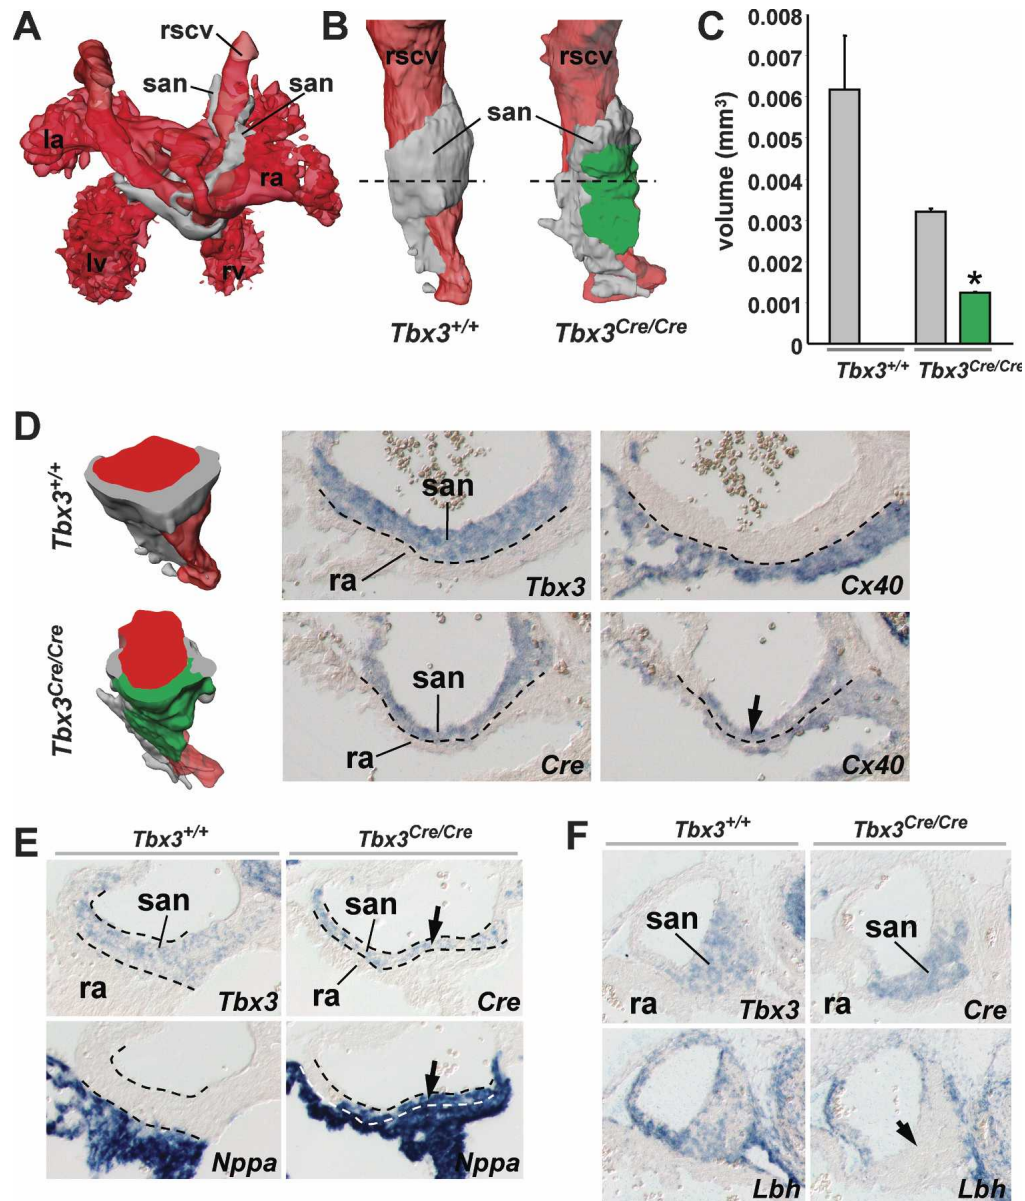 A
rscv
san
san
la
ra
lv
rv
B
rscv
rscv
san
Tbx3+/+
Tbx3Cre/Cre
C
volume (mm³)
0.008
0.007
0.006
0.005
0.004
0.003
0.002
0.001
0
*
Tbx3+/+
Tbx3Cre/Cre
D
Tbx3+/+
san
ra
Tbx3
Cx40
Tbx3Cre/Cre
san
ra
Cre
Cx40
E
Tbx3+/+
Tbx3Cre/Cre
san
ra
Tbx3
san
ra
Cre
Nppa
Nppa
F
Tbx3+/+
Tbx3Cre/Cre
san
ra
Tbx3
san
ra
Cre
Lbh
Lbh